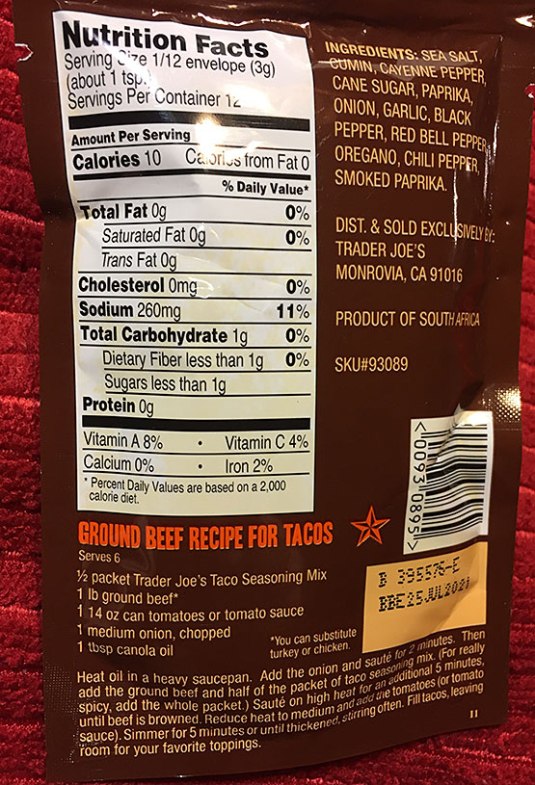 Nutrition Facts
Serving Size 1/12 envelope (3g)
(about 1 tsp.)
Servings Per Container 12
Amount Per Serving
Calories 10 Calories from Fat 0
% Daily Value*
Total Fat 0g 0%
Saturated Fat 0g 0%
Trans Fat 0g
Cholesterol 0mg 0%
Sodium 260mg 11%
Total Carbohydrate 1g 0%
Dietary Fiber less than 1g 0%
Sugars less than 1g
Protein 0g
Vitamin A 8% • Vitamin C 4%
Calcium 0% • Iron 2%
* Percent Daily Values are based on a 2,000
calorie diet.
INGREDIENTS: SEA SALT,
CUMIN, CAYENNE PEPPER,
CANE SUGAR, PAPRIKA,
ONION, GARLIC, BLACK
PEPPER, RED BELL PEPPER,
OREGANO, CHILI PEPPER,
SMOKED PAPRIKA.
DIST. & SOLD EXCLUSIVELY BY:
TRADER JOE'S
MONROVIA, CA 91016
PRODUCT OF SOUTH AFRICA
SKU#93089
<0093 0895>
B 395576-E
BBE25JUL2021
GROUND BEEF RECIPE FOR TACOS
Serves 6
½ packet Trader Joe's Taco Seasoning Mix
1 lb ground beef*
1 14 oz can tomatoes or tomato sauce
1 medium onion, chopped
1 tbsp canola oil
*You can substitute
turkey or chicken.
Heat oil in a heavy saucepan. Add the onion and sauté for 2 minutes. Then
add the ground beef and half of the packet of taco seasoning mix. (For really
spicy, add the whole packet.) Sauté on high heat for an additional 5 minutes,
until beef is browned. Reduce heat to medium and add the tomatoes (or tomato
sauce). Simmer for 5 minutes or until thickened, stirring often. Fill tacos, leaving
room for your favorite toppings.
11